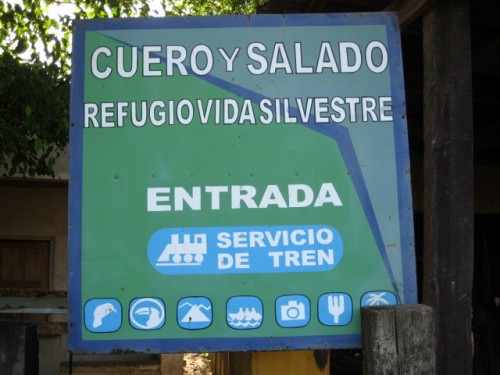 CUERO Y SALADO
REFUGIO VIDA SILVESTRE
ENTRADA
SERVICIO
DE TREN